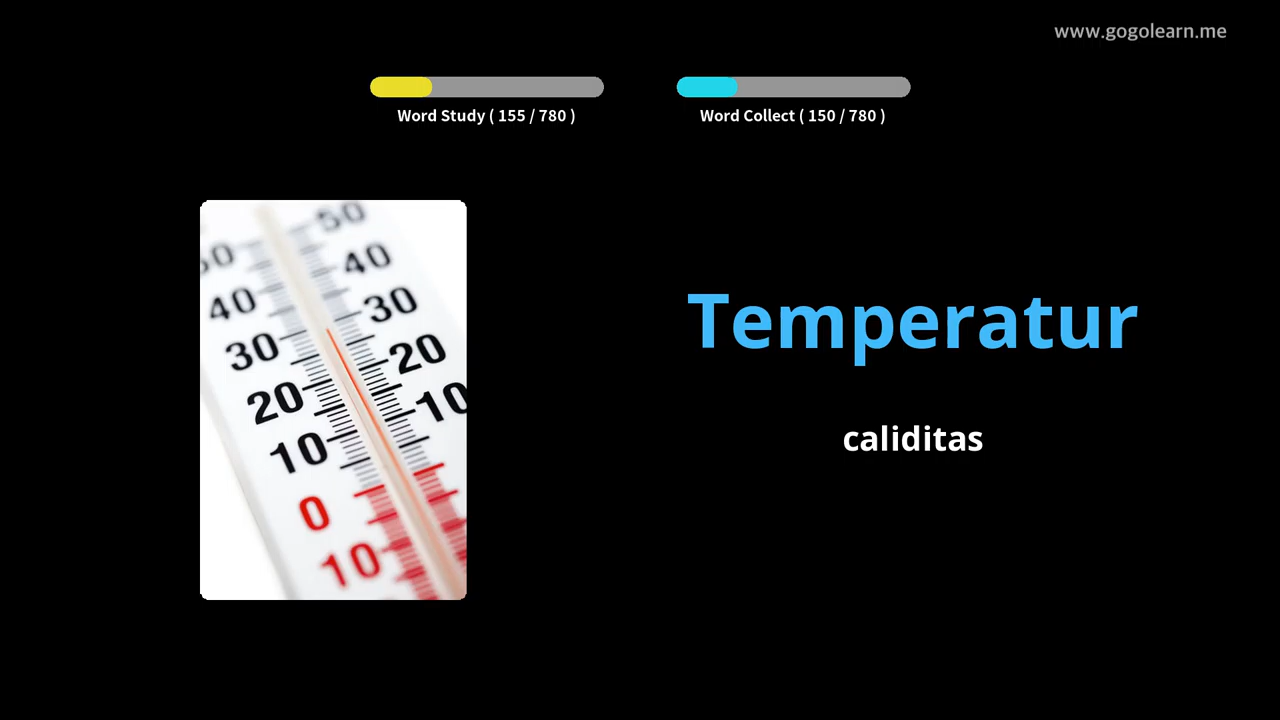 www.gogolearn.me
Word Study ( 155 / 780 )
Word Collect ( 150 / 780 )
50
40
30
20
10
40
30
20
10
0
10
Temperatur
caliditas